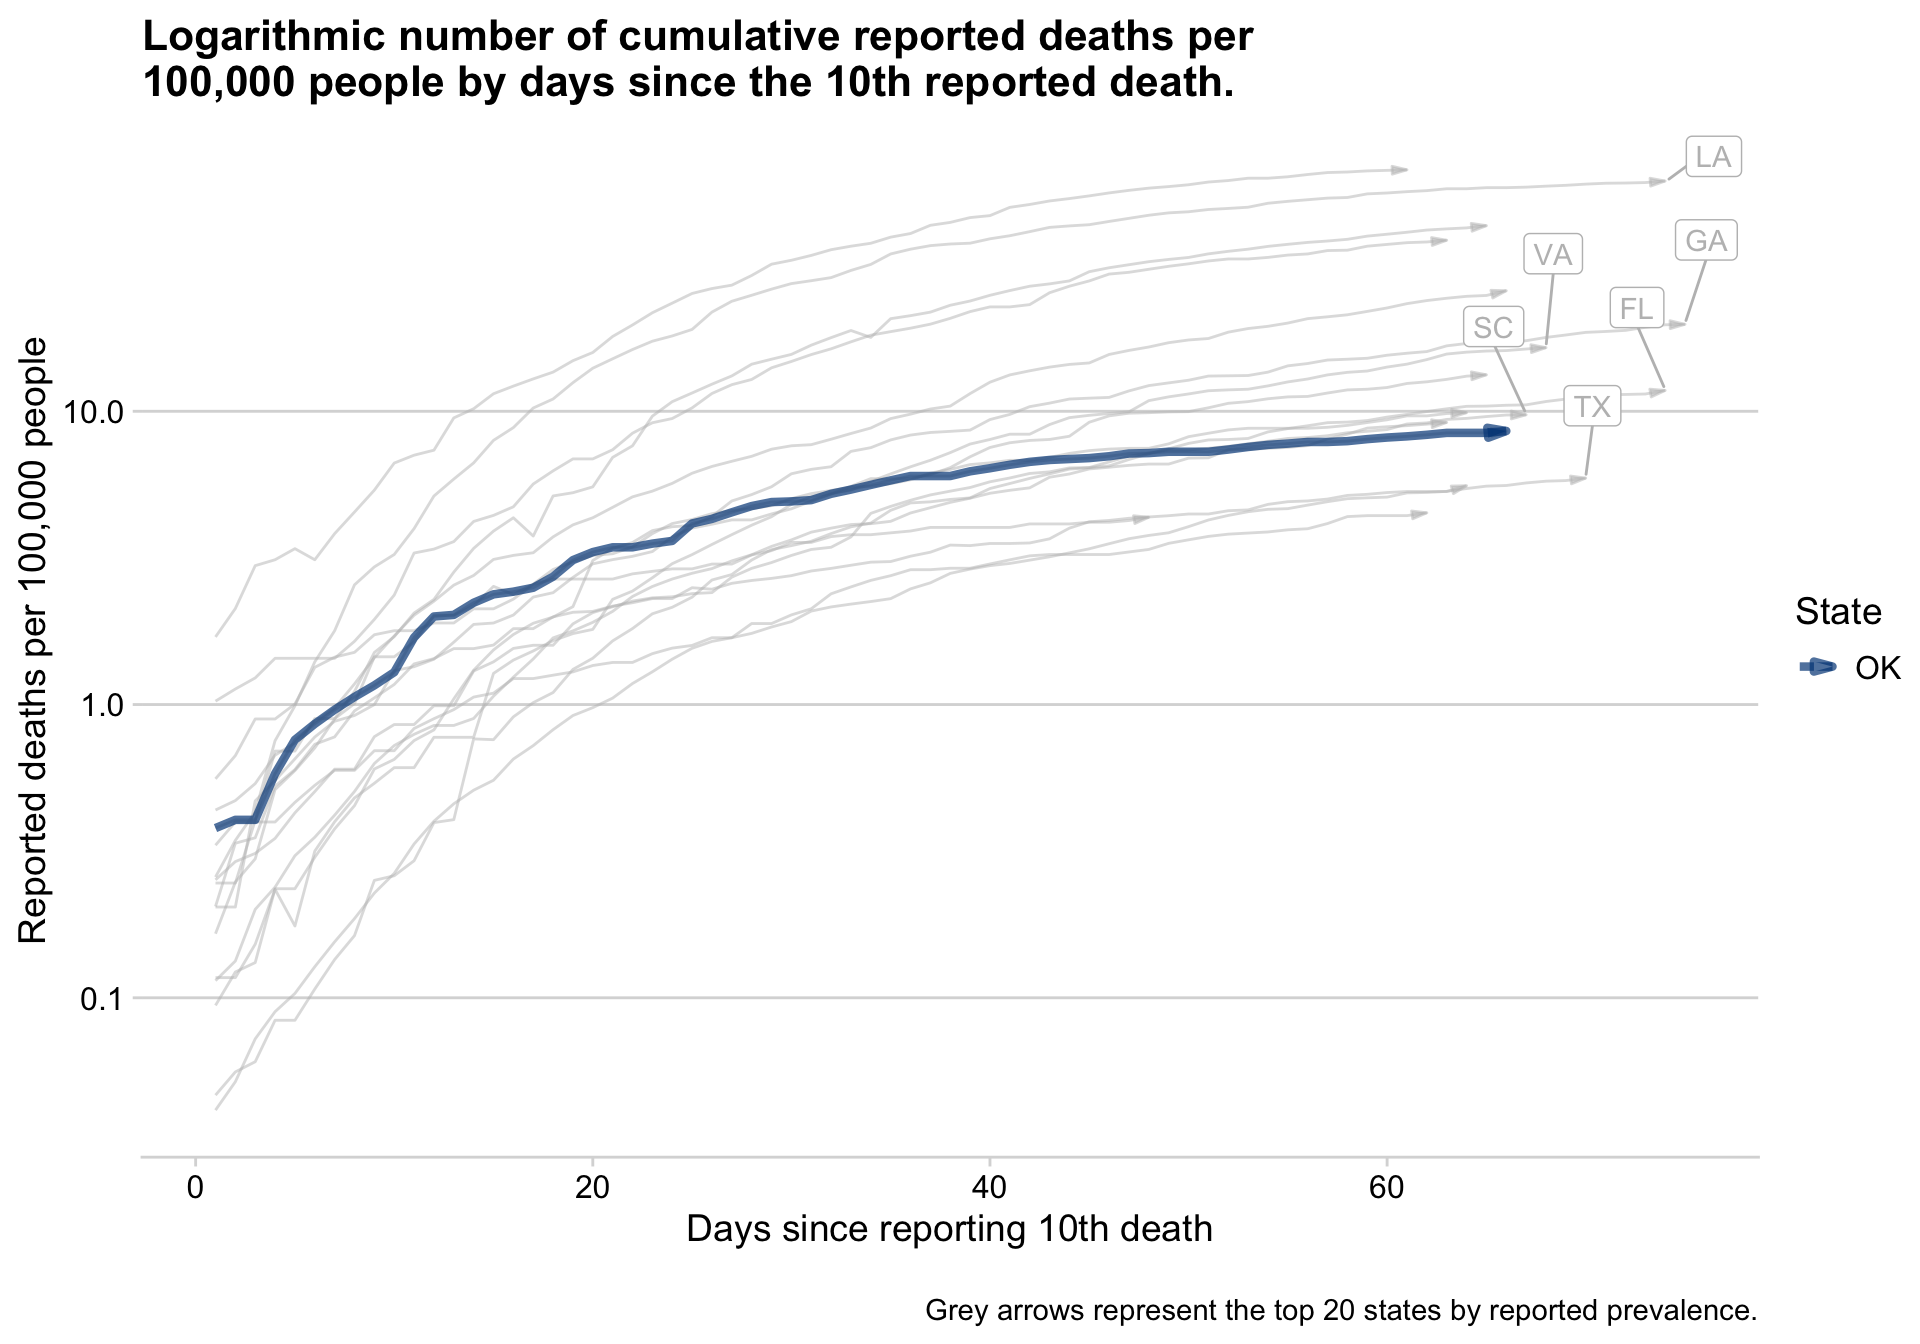 Logarithmic number of cumulative reported deaths per
100,000 people by days since the 10th reported death.
Reported deaths per 100,000 people
10.0
1.0
0.1
LA
GA
VA
FL
SC
TX
State
OK
0
20
40
60
Days since reporting 10th death
Grey arrows represent the top 20 states by reported prevalence.